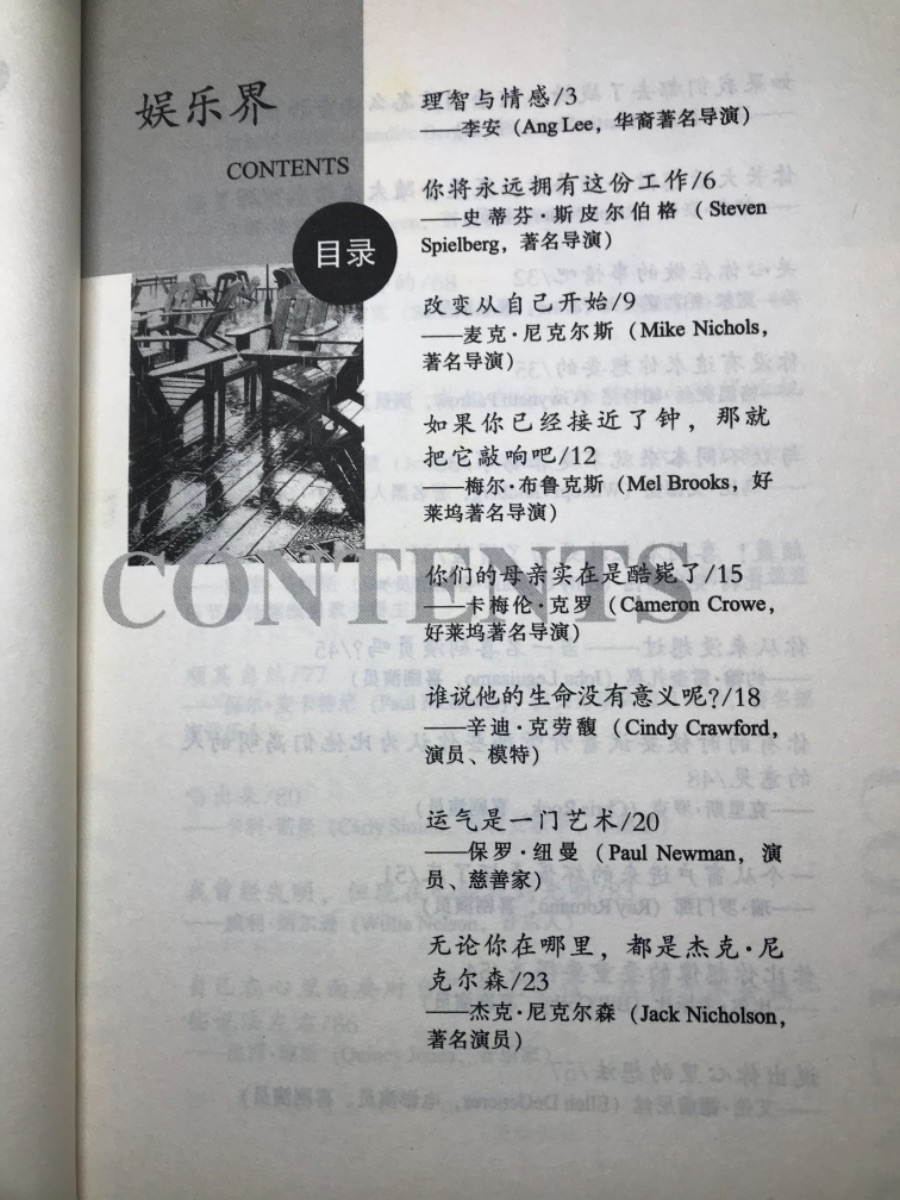 娱乐界
CONTENTS
目录
CONTENTS
理智与情感/3
——李安（Ang Lee，华裔著名导演）
你将永远拥有这份工作/6
——史蒂芬·斯皮尔伯格（Steven
Spielberg，著名导演）
改变从自己开始/9
——麦克·尼克尔斯（Mike Nichols，
著名导演）
如果你已经接近了钟，那就
把它敲响吧/12
——梅尔·布鲁克斯（Mel Brooks，好
莱坞著名导演）
你们的母亲实在是酷毙了/15
——卡梅伦·克罗（Cameron Crowe，
好莱坞著名导演）
谁说他的生命没有意义呢?/18
——辛迪·克劳馥（Cindy Crawford，
演员、模特）
运气是一门艺术/20
——保罗·纽曼（Paul Newman，演
员、慈善家）
无论你在哪里，都是杰克·尼
克尔森/23
——杰克·尼克尔森（Jack Nicholson，
著名演员）